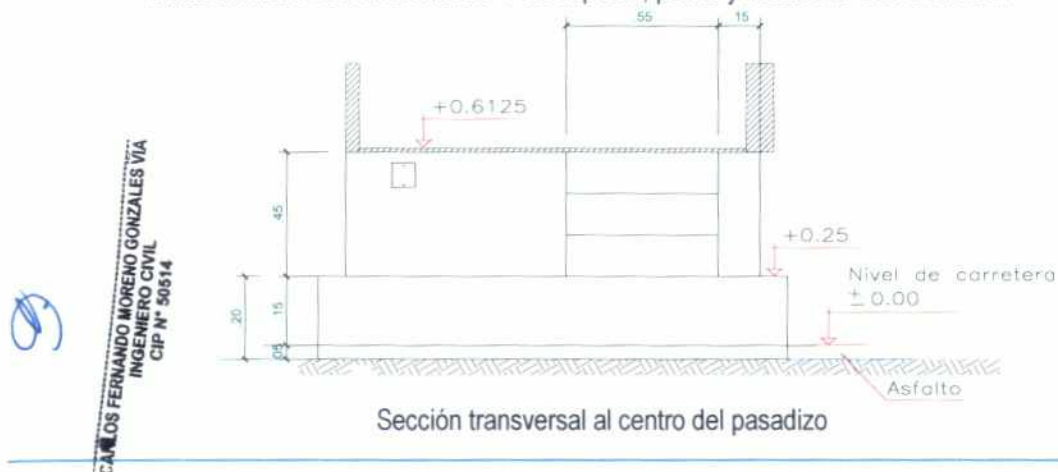 55
15
+0.6125
45
+0.25
Nivel de carretera
± 0.00
20
15
05
Asfalto
CARLOS FERNANDO MORENO GONZALES VIA
INGENIERO CIVIL
CIP N° 50514
Sección transversal al centro del pasadizo